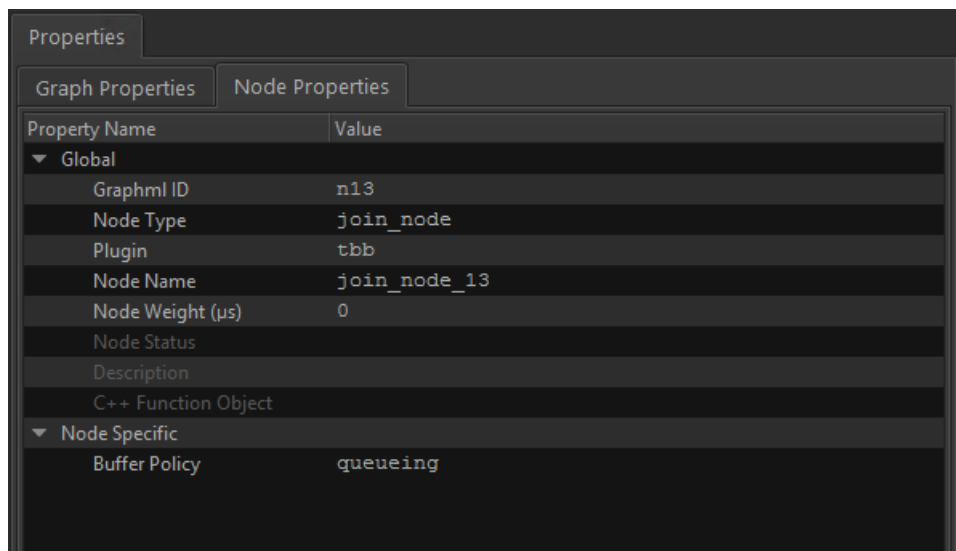 Properties
Graph Properties Node Properties
Property Name Value
Global
Graphml ID n13
Node Type join_node
Plugin tbb
Node Name join_node_13
Node Weight (µs) 0
Node Status
Description
C++ Function Object
Node Specific
Buffer Policy queueing